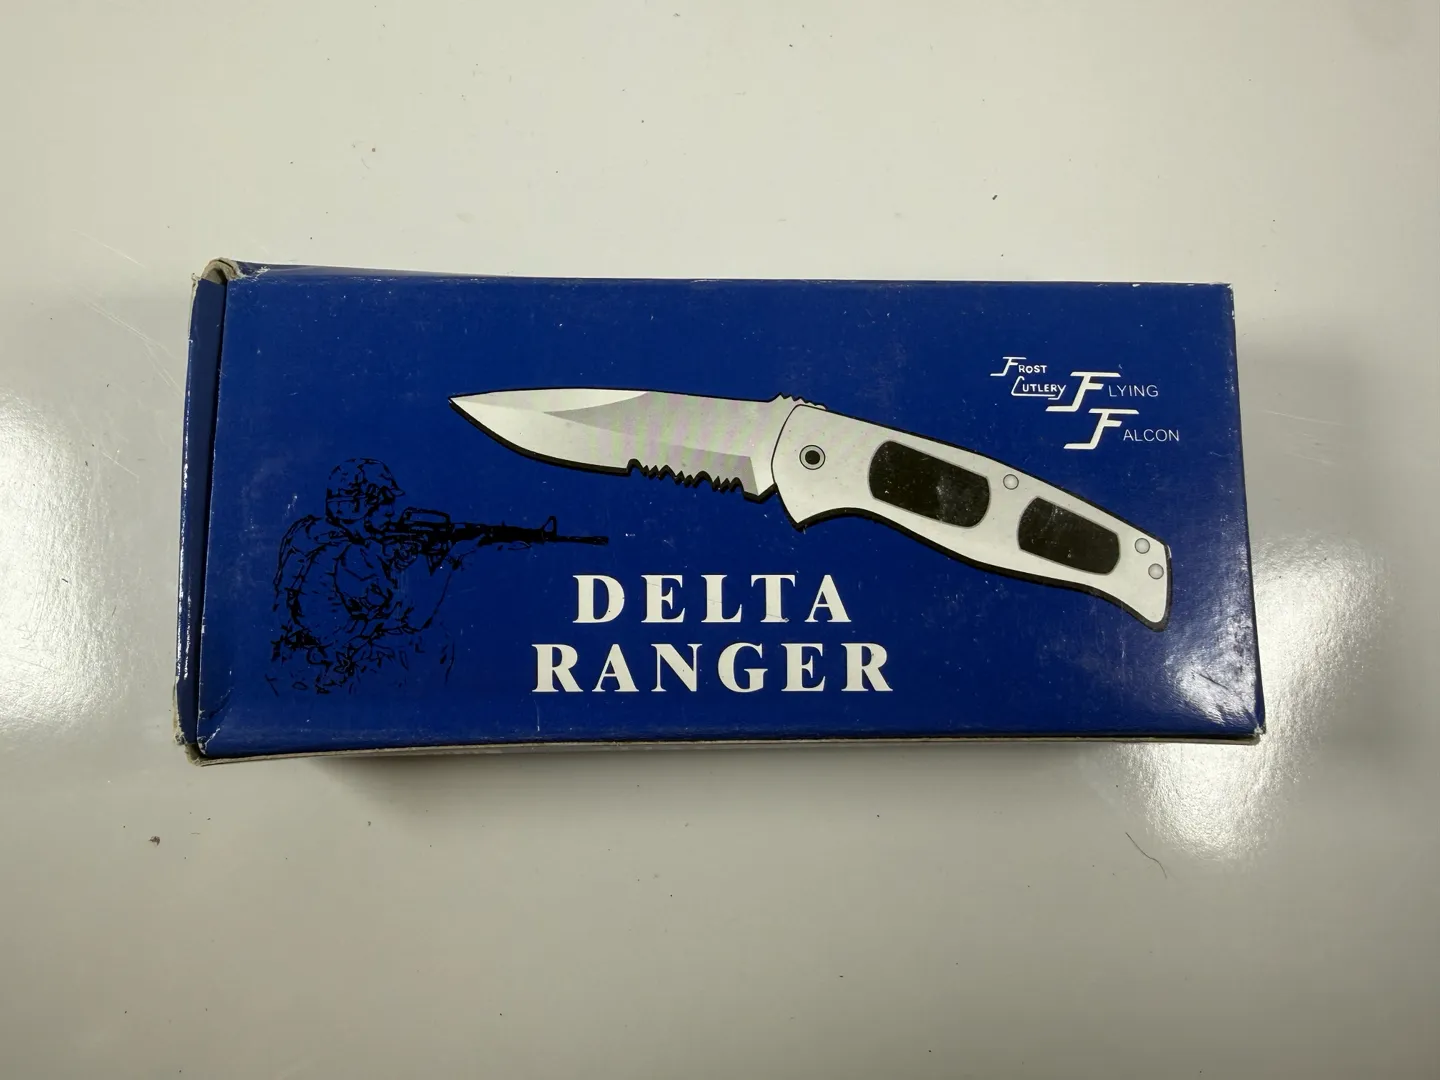 FROST
CUTLERY
FLYING
FALCON
DELTA
RANGER